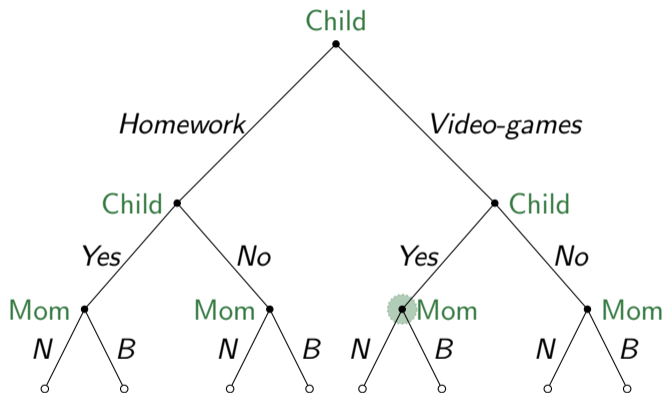 Child
Homework Video-games
Child Child
Yes No Yes No
Mom Mom Mom Mom
N B N B N B N B